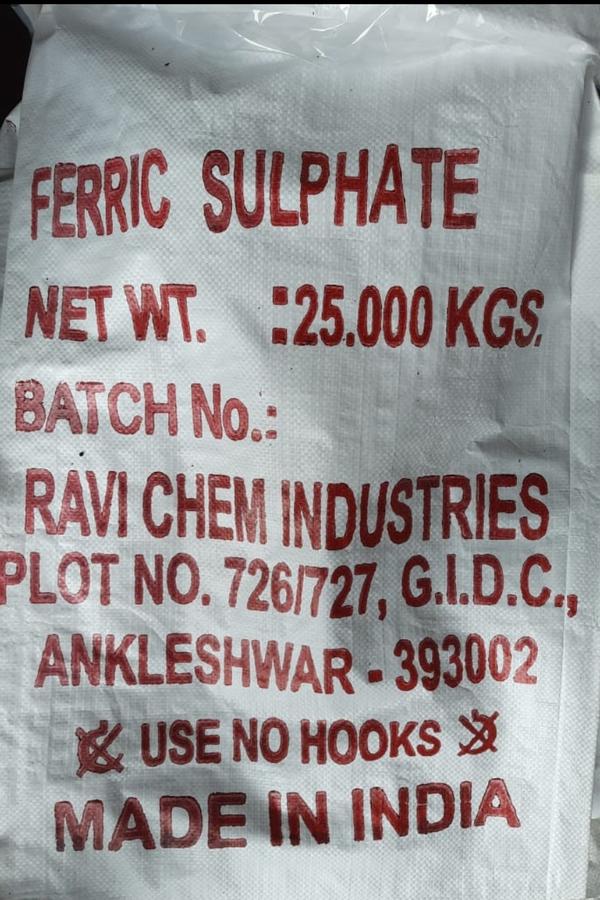 FERRIC SULPHATE
NET WT. :25.000 KGS.
BATCH No.:
RAVI CHEM INDUSTRIES
PLOT NO. 726/727, G.I.D.C.,
ANKLESHWAR - 393002
USE NO HOOKS
MADE IN INDIA